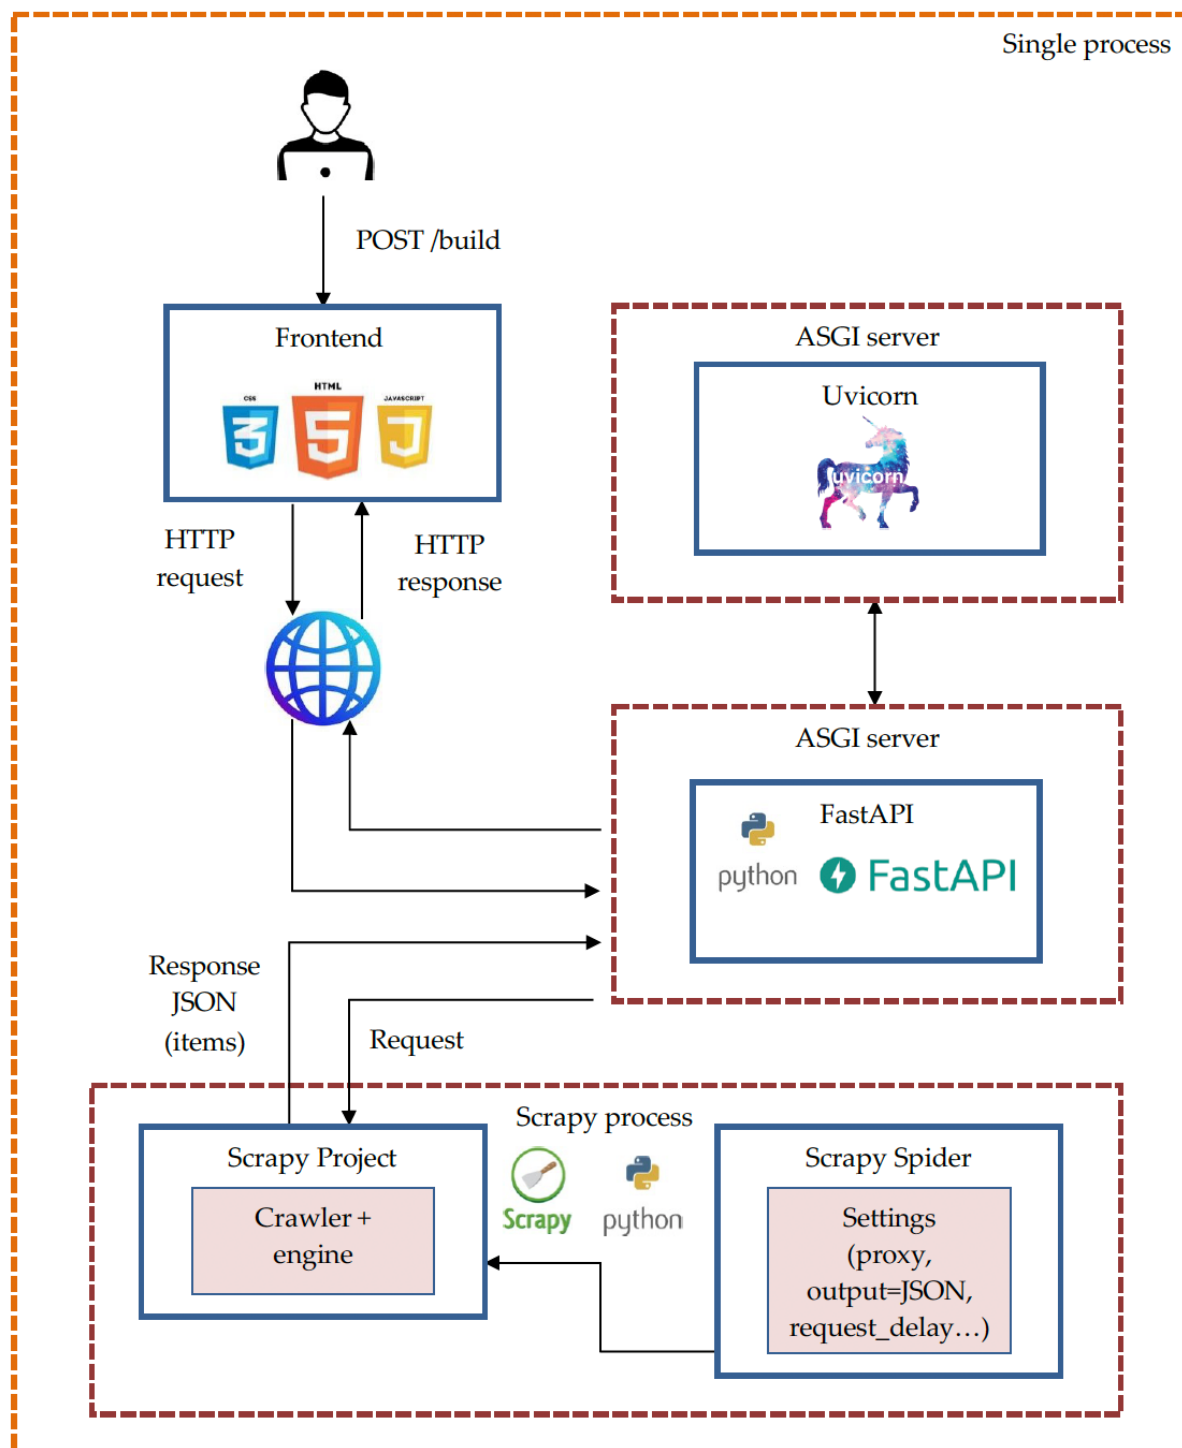 Single process
POST /build
Frontend
CSS
HTML
JAVASCRIPT
HTTP
request
HTTP
response
ASGI server
Uvicorn
uvicorn
ASGI server
FastAPI
python
FastAPI
Response
JSON
(items)
Request
Scrapy process
Scrapy Project
Crawler +
engine
Scrapy
python
Scrapy Spider
Settings
(proxy,
output=JSON,
request_delay…)